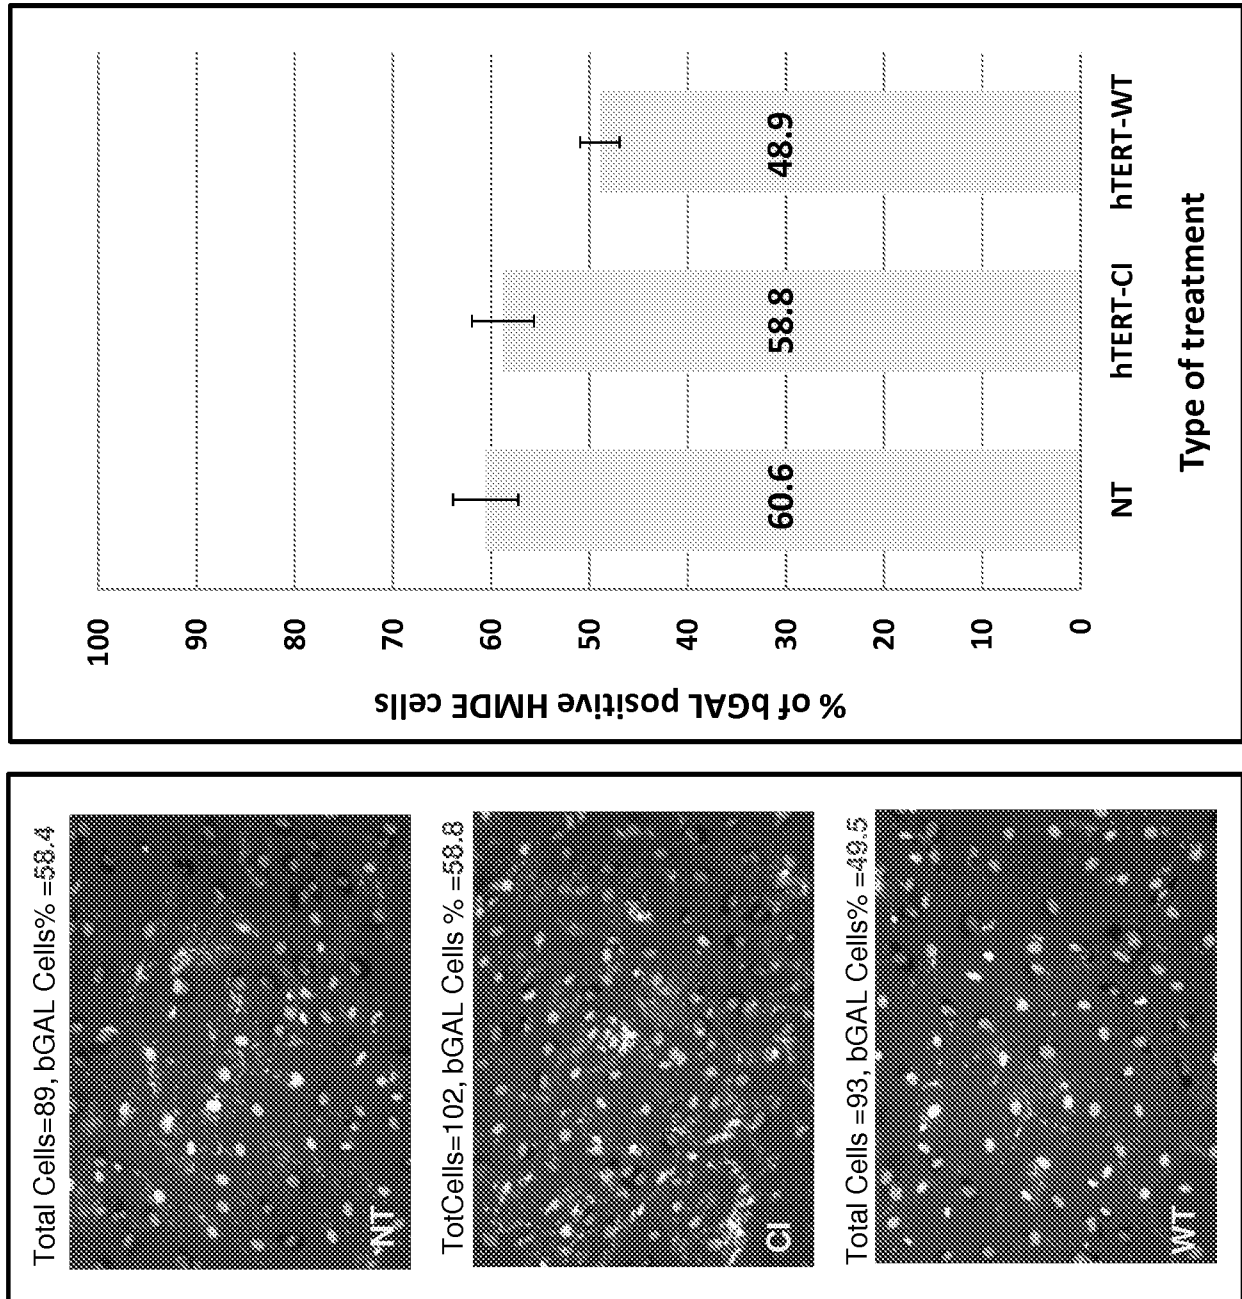 Total Cells=89, bGAL Cells% =58.4
NT
TotCells=102, bGAL Cells % =58.8
CI
Total Cells =93, bGAL Cells% =49.5
WT
% of bGAL positive HMDE cells
100
90
80
70
60
50
40
30
20
10
0
60.6
58.8
48.9
NT
hTERT-CI
hTERT-WT
Type of treatment